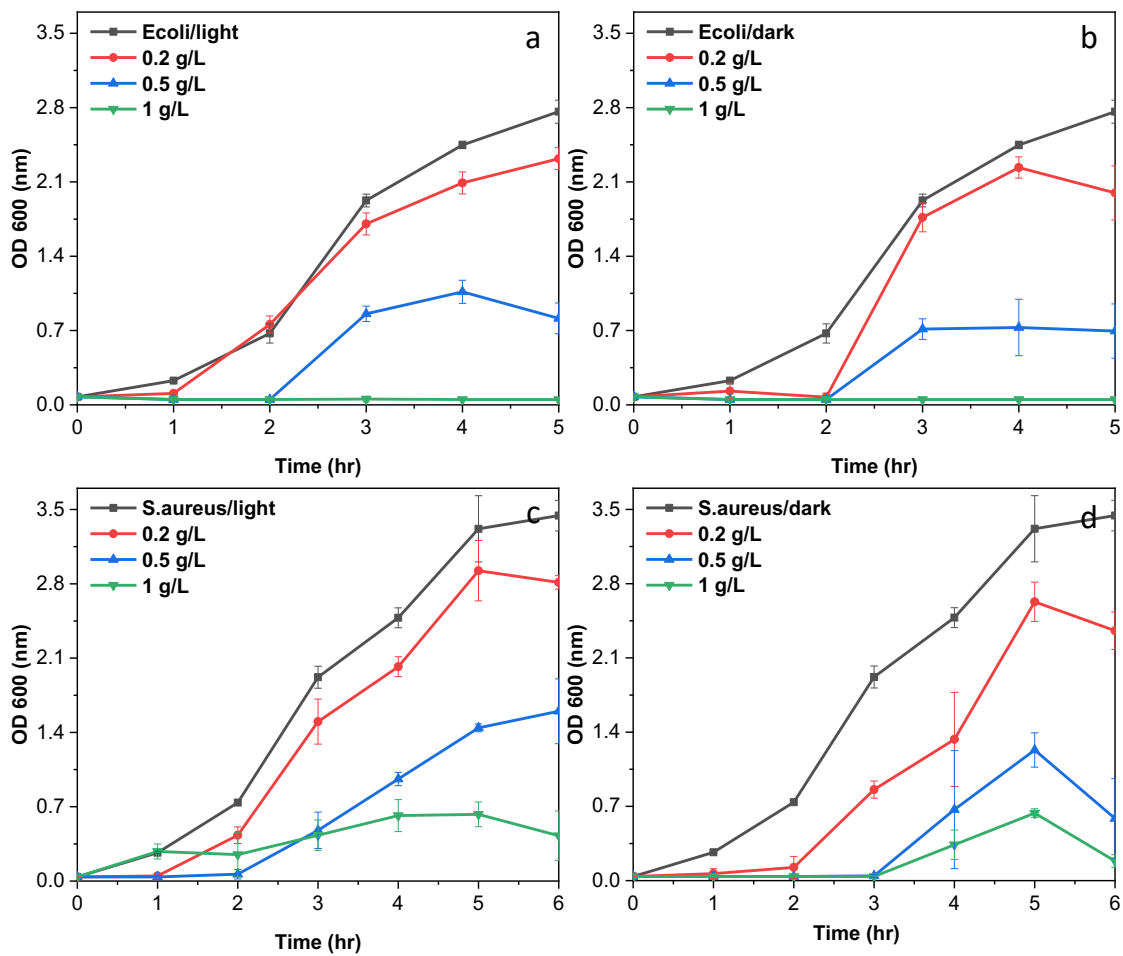 a
Ecoli/light
0.2 g/L
0.5 g/L
1 g/L
OD 600 (nm)
3.5
2.8
2.1
1.4
0.7
0.0
0 1 2 3 4 5
Time (hr)
b
Ecoli/dark
0.2 g/L
0.5 g/L
1 g/L
OD 600 (nm)
3.5
2.8
2.1
1.4
0.7
0.0
0 1 2 3 4 5
Time (hr)
c
S.aureus/light
0.2 g/L
0.5 g/L
1 g/L
OD 600 (nm)
3.5
2.8
2.1
1.4
0.7
0.0
0 1 2 3 4 5 6
Time (hr)
d
S.aureus/dark
0.2 g/L
0.5 g/L
1 g/L
OD 600 (nm)
3.5
2.8
2.1
1.4
0.7
0.0
0 1 2 3 4 5 6
Time (hr)